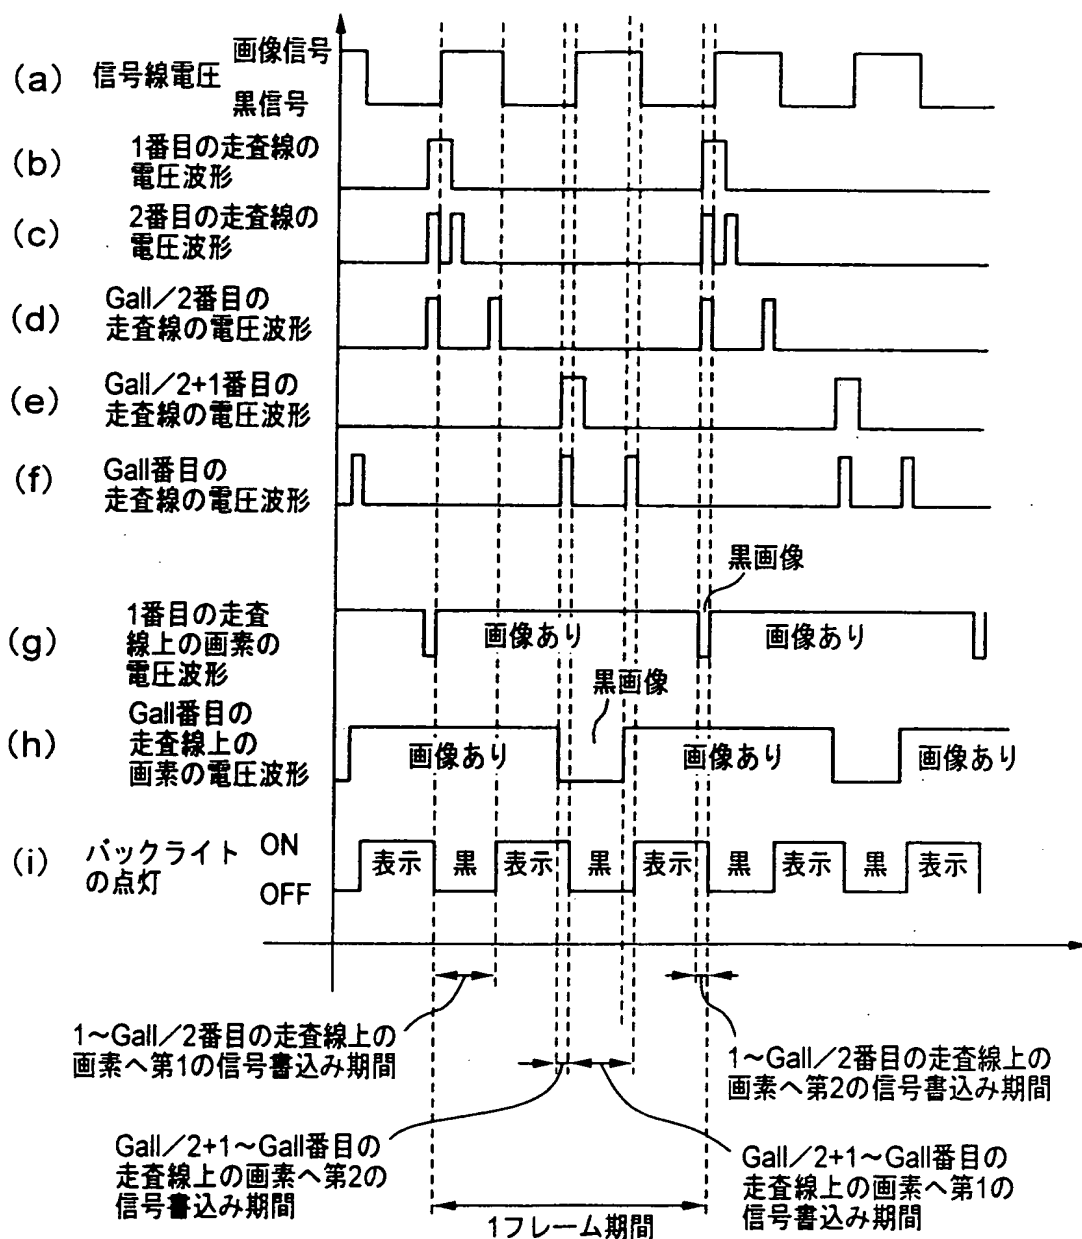 (a) 信号線電圧
画像信号
黒信号
(b) 1番目の走査線の
電圧波形
(c) 2番目の走査線の
電圧波形
(d) Gall／2番目の
走査線の電圧波形
(e) Gall／2+1番目の
走査線の電圧波形
(f) Gall番目の
走査線の電圧波形
黒画像
(g) 1番目の走査
線上の画素の
電圧波形
画像あり 画像あり
黒画像
(h) Gall番目の
走査線上の
画素の電圧波形
画像あり 画像あり 画像あり
(i) バックライト
の点灯
ON
OFF
表示 黒 表示 黒 表示 黒 表示 黒 表示
1〜Gall／2番目の走査線上の
画素へ第1の信号書込み期間
1〜Gall／2番目の走査線上の
画素へ第2の信号書込み期間
Gall／2+1〜Gall番目の
走査線上の画素へ第2の
信号書込み期間
Gall／2+1〜Gall番目の
走査線上の画素へ第1の
信号書込み期間
1フレーム期間